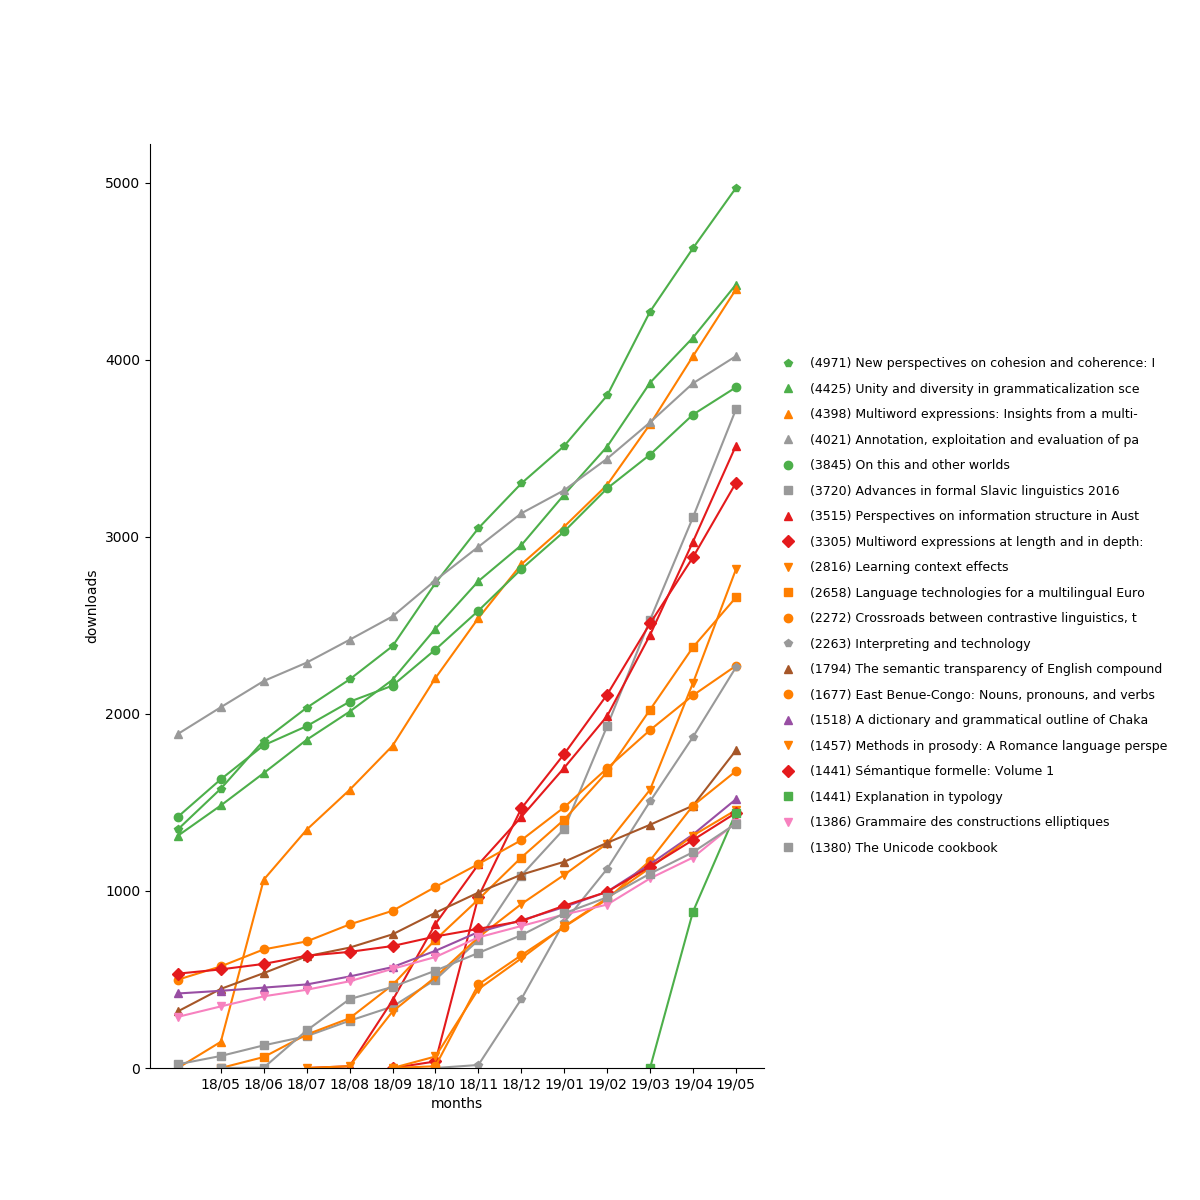 5000
4000
3000
2000
1000
0
downloads
18/05 18/06 18/07 18/08 18/09 18/10 18/11 18/12 19/01 19/02 19/03 19/04 19/05
months
(4971) New perspectives on cohesion and coherence: I
(4425) Unity and diversity in grammaticalization sce
(4398) Multiword expressions: Insights from a multi-
(4021) Annotation, exploitation and evaluation of pa
(3845) On this and other worlds
(3720) Advances in formal Slavic linguistics 2016
(3515) Perspectives on information structure in Aust
(3305) Multiword expressions at length and in depth:
(2816) Learning context effects
(2658) Language technologies for a multilingual Euro
(2272) Crossroads between contrastive linguistics, t
(2263) Interpreting and technology
(1794) The semantic transparency of English compound
(1677) East Benue-Congo: Nouns, pronouns, and verbs
(1518) A dictionary and grammatical outline of Chaka
(1457) Methods in prosody: A Romance language perspe
(1441) Sémantique formelle: Volume 1
(1441) Explanation in typology
(1386) Grammaire des constructions elliptiques
(1380) The Unicode cookbook